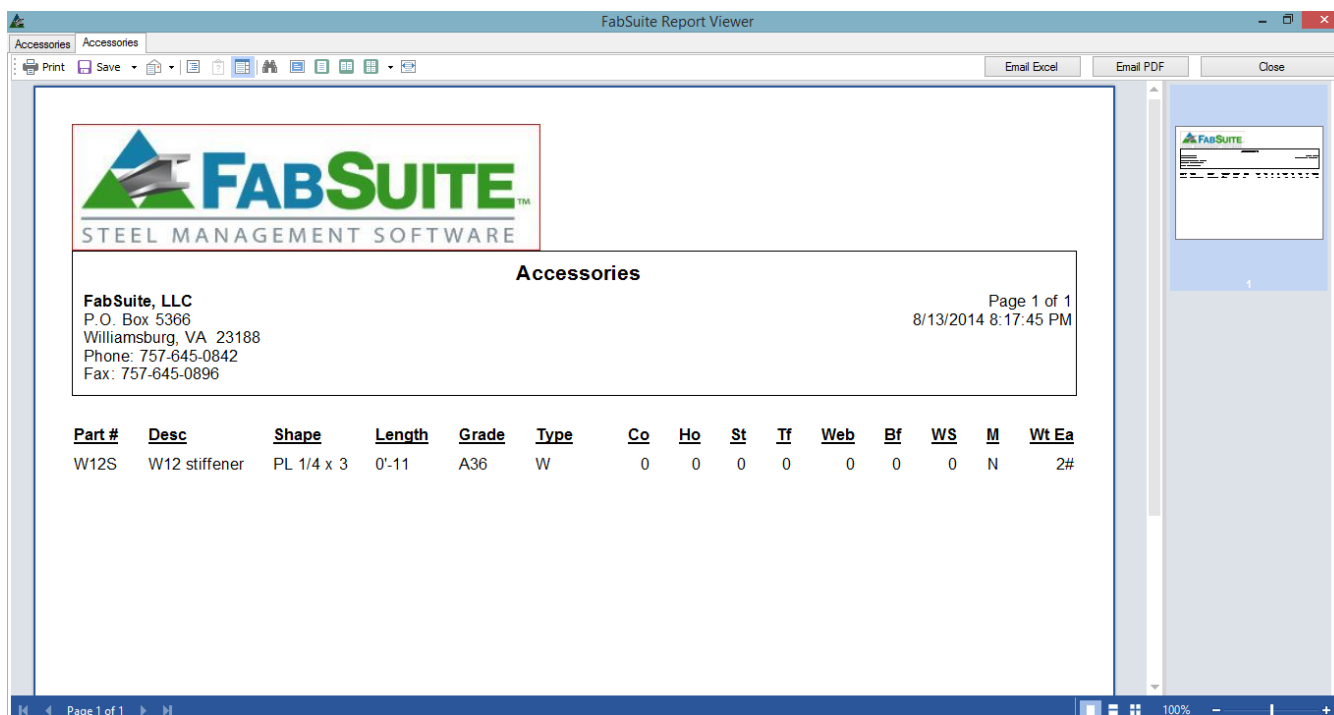 FabSuite Report Viewer
Accessories Accessories
Print Save Email Excel Email PDF Close
FABSUITE™
STEEL MANAGEMENT SOFTWARE
Accessories
FabSuite, LLC Page 1 of 1
P.O. Box 5366 8/13/2014 8:17:45 PM
Williamsburg, VA 23188
Phone: 757-645-0842
Fax: 757-645-0896
Part # Desc Shape Length Grade Type Co Ho St Tf Web Bf WS M Wt Ea
W12S W12 stiffener PL 1/4 x 3 0'-11 A36 W 0 0 0 0 0 0 0 N 2#
FABSUITE
1
Page 1 of 1 100%